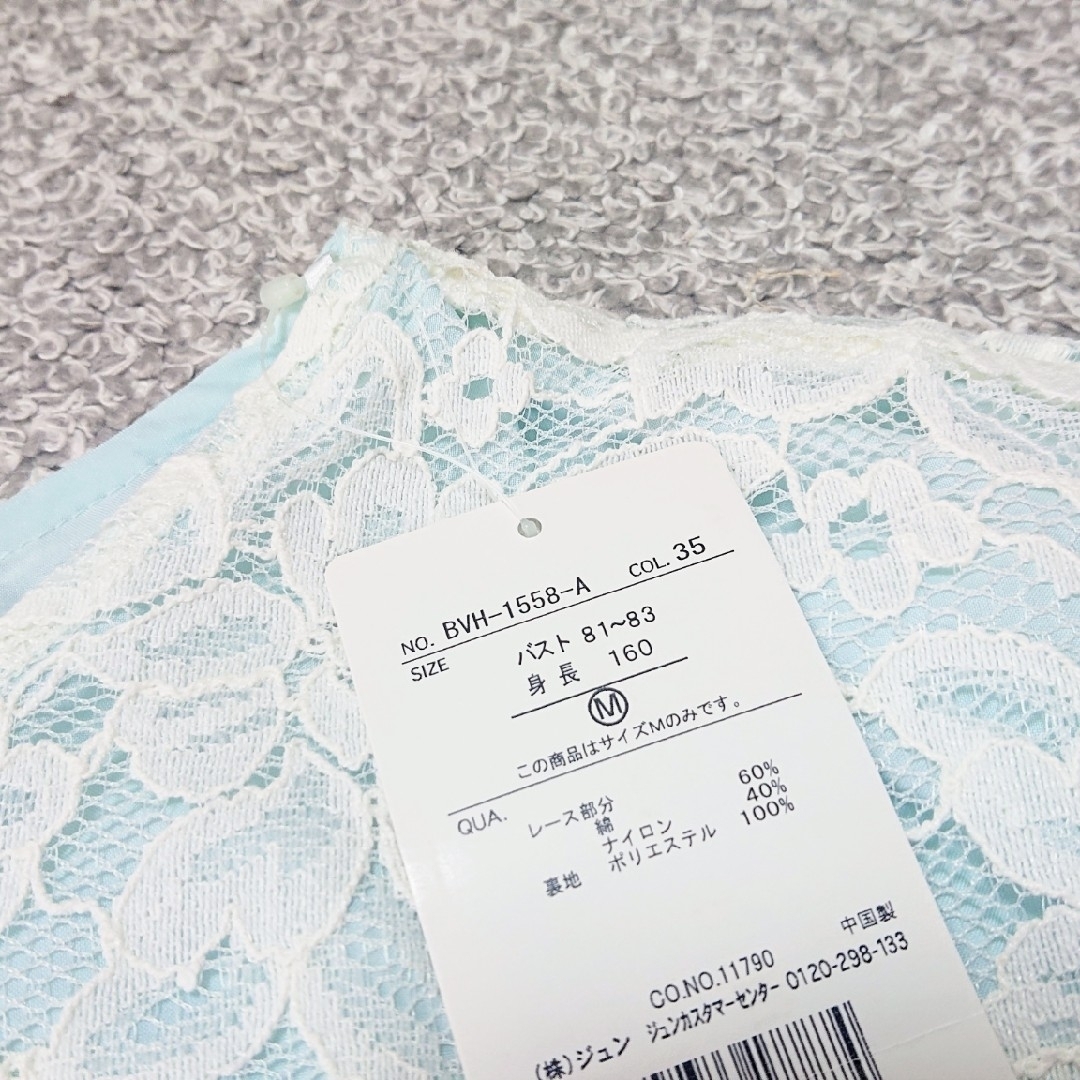 NO. BVH-1558-A COL. 35
SIZE バスト 81~83
身長 160
Ⓜ
この商品はサイズMのみです。
QUA. レース部分
綿 60%
ナイロン 40%
裏地 ポリエステル 100%
中国製
CO.NO.11790
(株)ジュン ジュンカスタマーセンター 0120-298-133